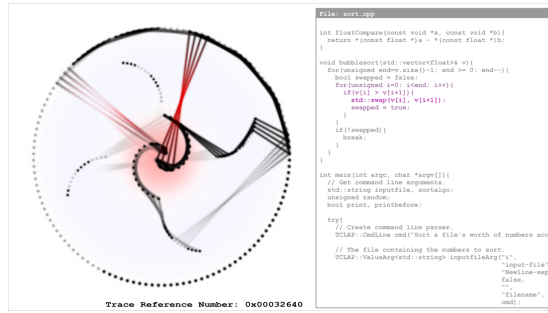 File: sort.cpp
int floatCompare(const void *a, const void *b){
return *(const float *)a - *(const float *)b;
}
void bubblesort(std::vector<float>& v){
for(unsigned end=v.size()-1; end >= 0; end--){
bool swapped = false;
for(unsigned i=0; i<end; i++){
if(v[i] > v[i+1]){
std::swap(v[i], v[i+1]);
swapped = true;
}
}
if(!swapped){
break;
}
}
}
int main(int argc, char *argv[]){
// Get command line arguments.
std::string inputfile, sortalgo;
unsigned random;
bool print, printbefore;
try{
// Create command line parser.
TCLAP::CmdLine cmd("Sort a file's worth of numbers acc
// The file containing the numbers to sort.
TCLAP::ValueArg<std::string> inputfileArg("i",
"input-file"
"Newline-sep
false,
"",
"filename",
cmd);
Trace Reference Number: 0x00032640